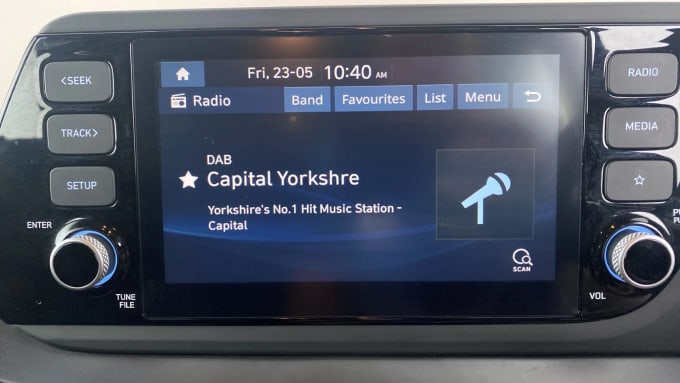 <SEEK
TRACK>
SETUP
ENTER
TUNE
FILE
Fri, 23-05 10:40 AM
Radio
Band
Favourites
List
Menu
DAB
Capital Yorkshre
Yorkshire's No.1 Hit Music Station -
Capital
SCAN
RADIO
MEDIA
VOL